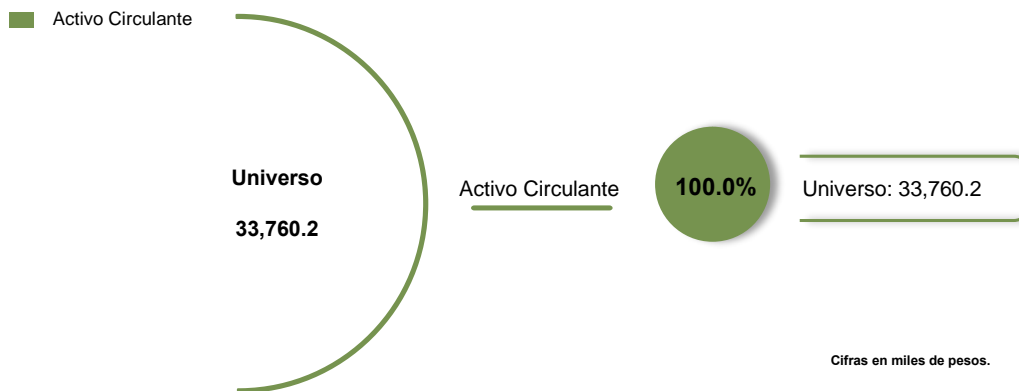 Activo Circulante
Universo
33,760.2
Activo Circulante
100.0%
Universo: 33,760.2
Cifras en miles de pesos.